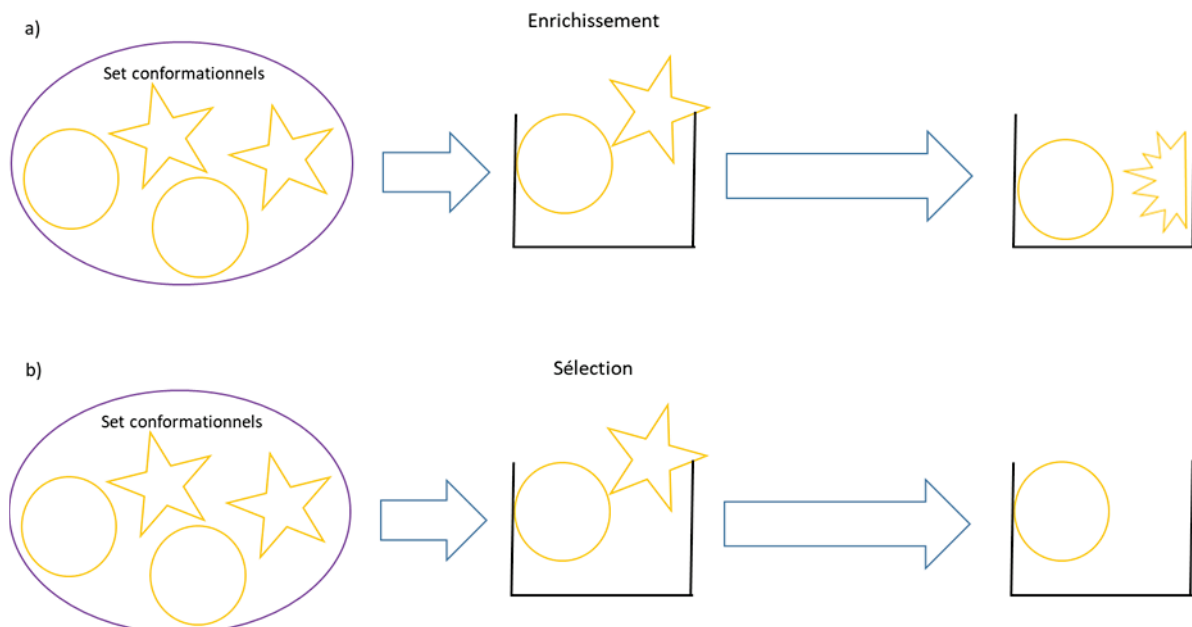 Enrichissement
a)
Set conformationnels
b)
Sélection
Set conformationnels